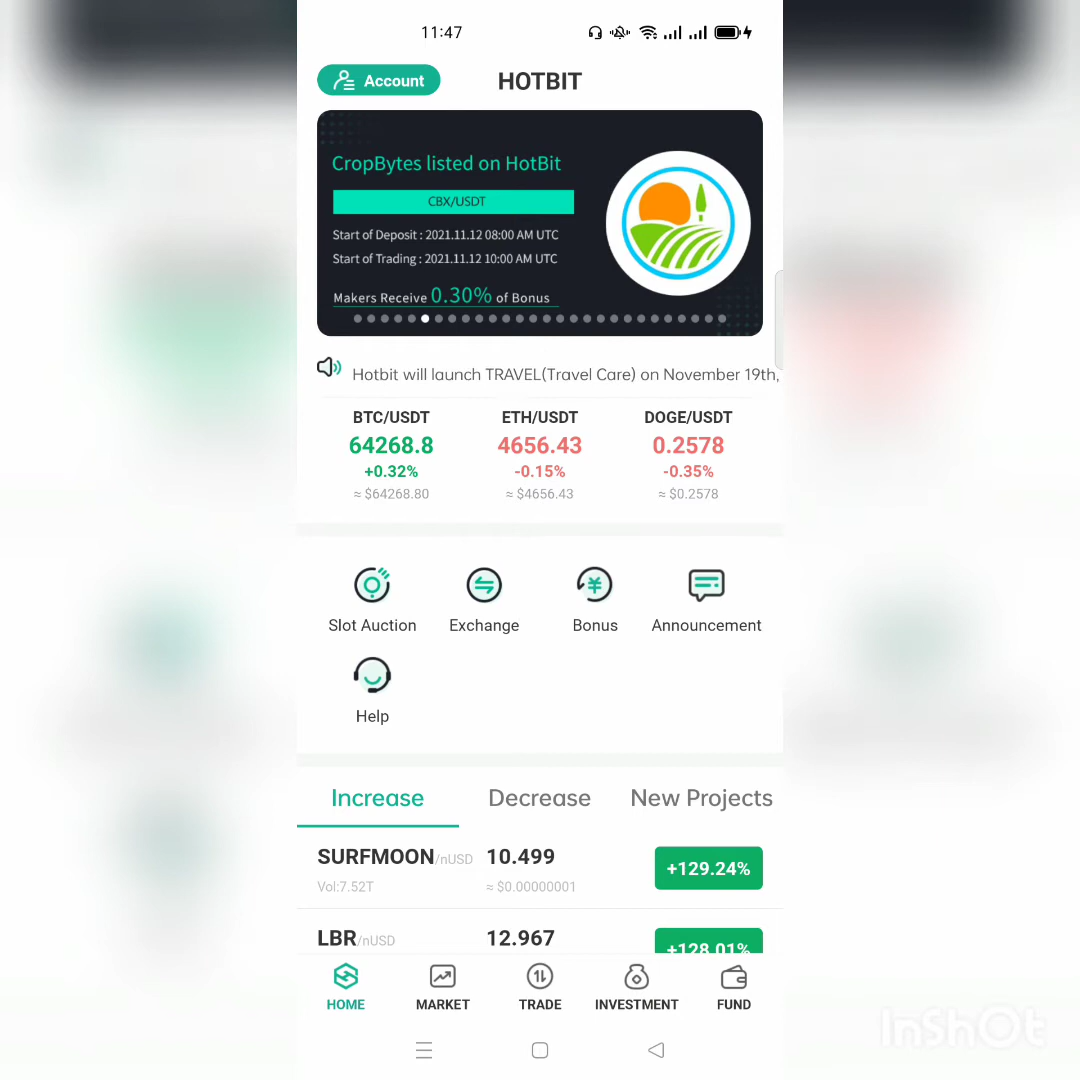 11:47
Account
HOTBIT
CropBytes listed on HotBit
CBX/USDT
Start of Deposit : 2021.11.12 08:00 AM UTC
Start of Trading : 2021.11.12 10:00 AM UTC
Makers Receive 0.30% of Bonus
Hotbit will launch TRAVEL(Travel Care) on November 19th,
BTC/USDT ETH/USDT DOGE/USDT
64268.8 4656.43 0.2578
+0.32% -0.15% -0.35%
≈ $64268.80 ≈ $4656.43 ≈ $0.2578
Slot Auction Exchange Bonus Announcement
Help
Increase Decrease New Projects
SURFMOON/nUSD 10.499 +129.24%
Vol:7.52T ≈ $0.00000001
LBR/nUSD 12.967 +128.01%
HOME MARKET TRADE INVESTMENT FUND
InShOt